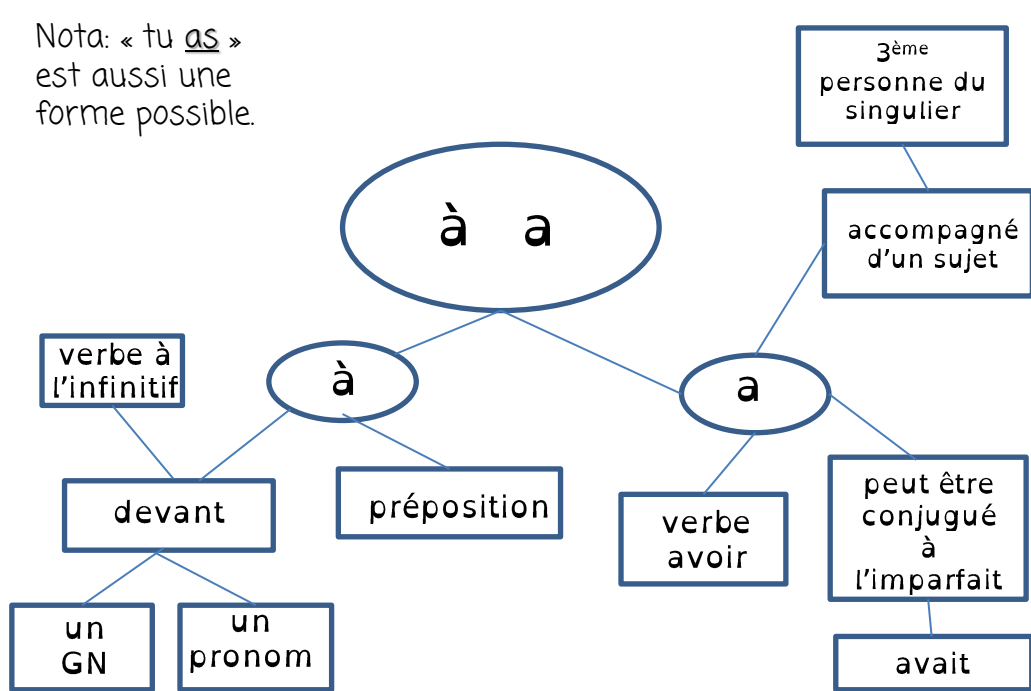 Nota: « tu as »
est aussi une
forme possible.
3ème
personne du
singulier
à a
accompagné
d'un sujet
verbe à
l'infinitif
à
a
devant
préposition
verbe
avoir
peut être
conjugué
à
l'imparfait
un
GN
un
pronom
avait